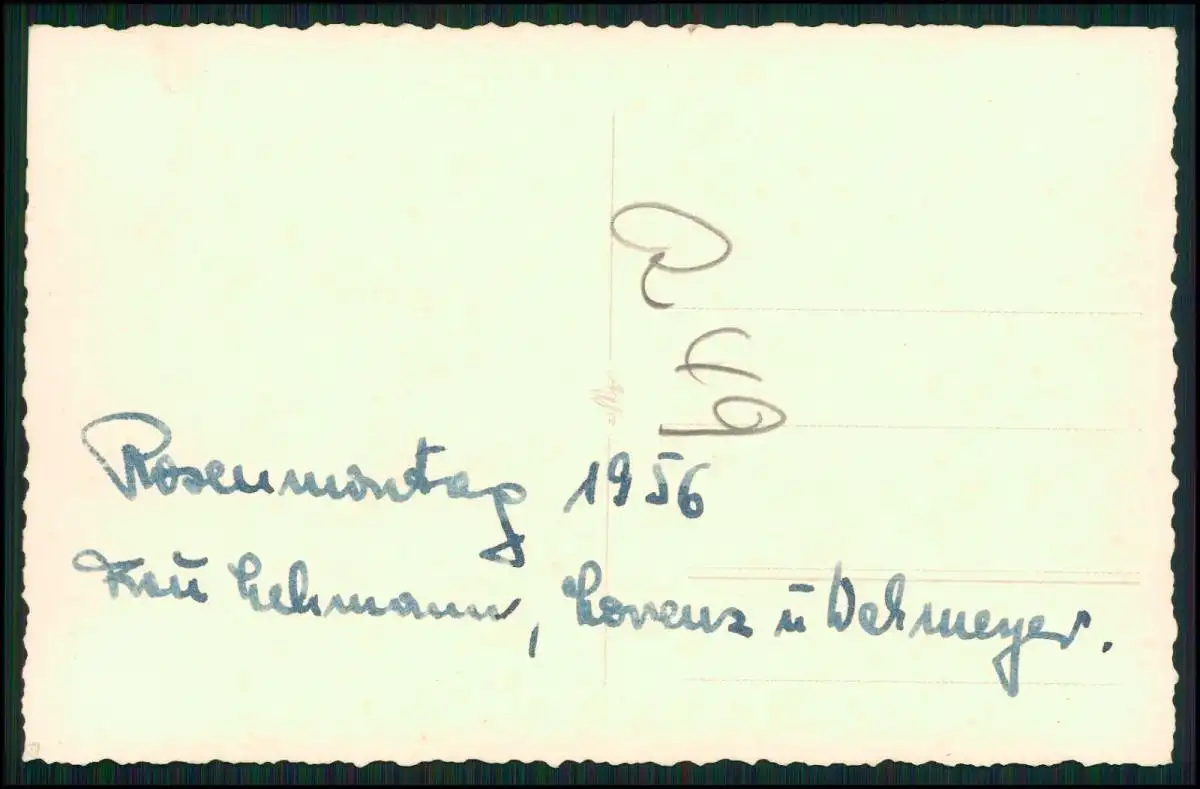 R 49
Rosenmontag 1956
Frau Lehmann, Lorenz u Dehmeyer.